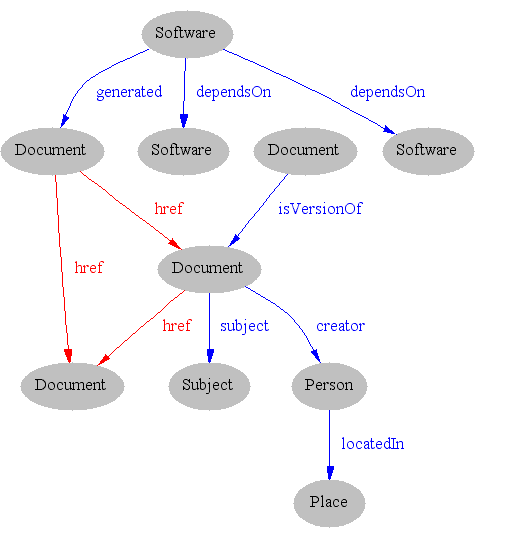 Software
generated
dependsOn
dependsOn
Document
Software
Document
Software
href
isVersionOf
href
Document
href
subject
creator
Document
Subject
Person
locatedIn
Place